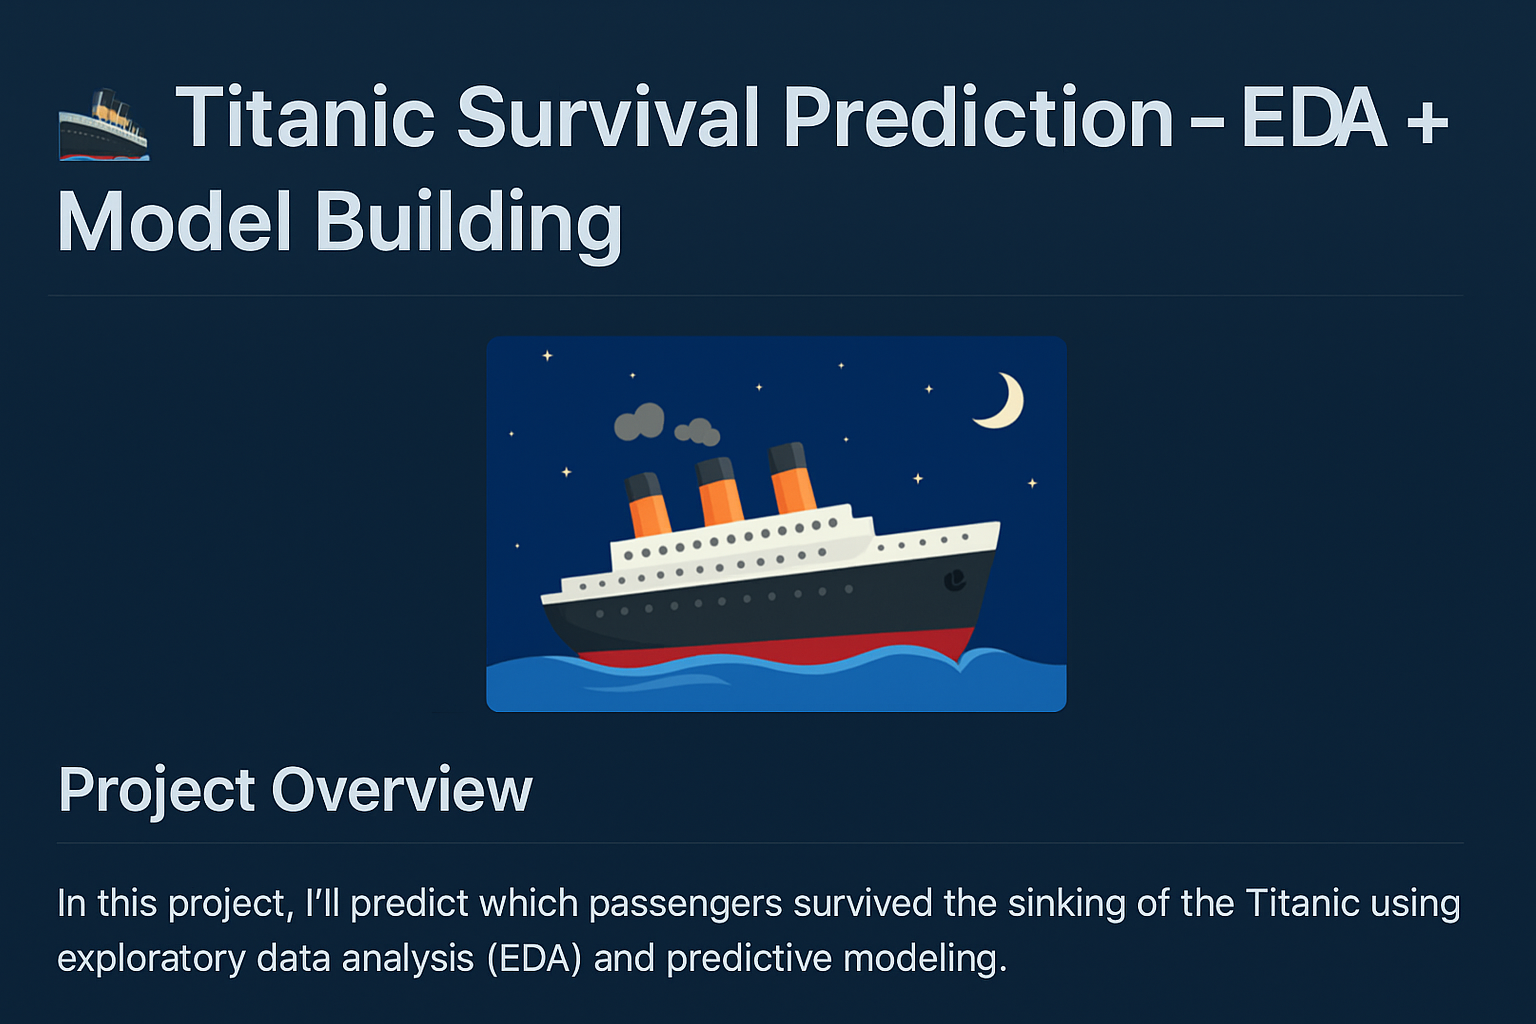 Titanic Survival Prediction – EDA +
Model Building
Project Overview
In this project, I’ll predict which passengers survived the sinking of the Titanic using
exploratory data analysis (EDA) and predictive modeling.